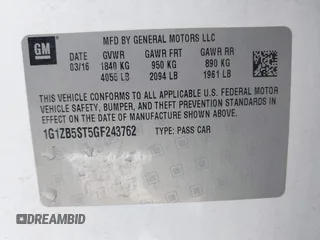 GM
MFD BY GENERAL MOTORS LLC
03/16 GVWR GAWR FRT GAWR RR
1840 KG 950 KG 890 KG
4056 LB 2094 LB 1961 LB
THIS VEHICLE CONFORMS TO ALL APPLICABLE U.S. FEDERAL MOTOR
VEHICLE SAFETY, BUMPER, AND THEFT PREVENTION STANDARDS IN
EFFECT ON THE DATE OF MANUFACTURE SHOWN ABOVE.
1G1ZB5ST5GF243762 TYPE: PASS CAR
DREAMBID